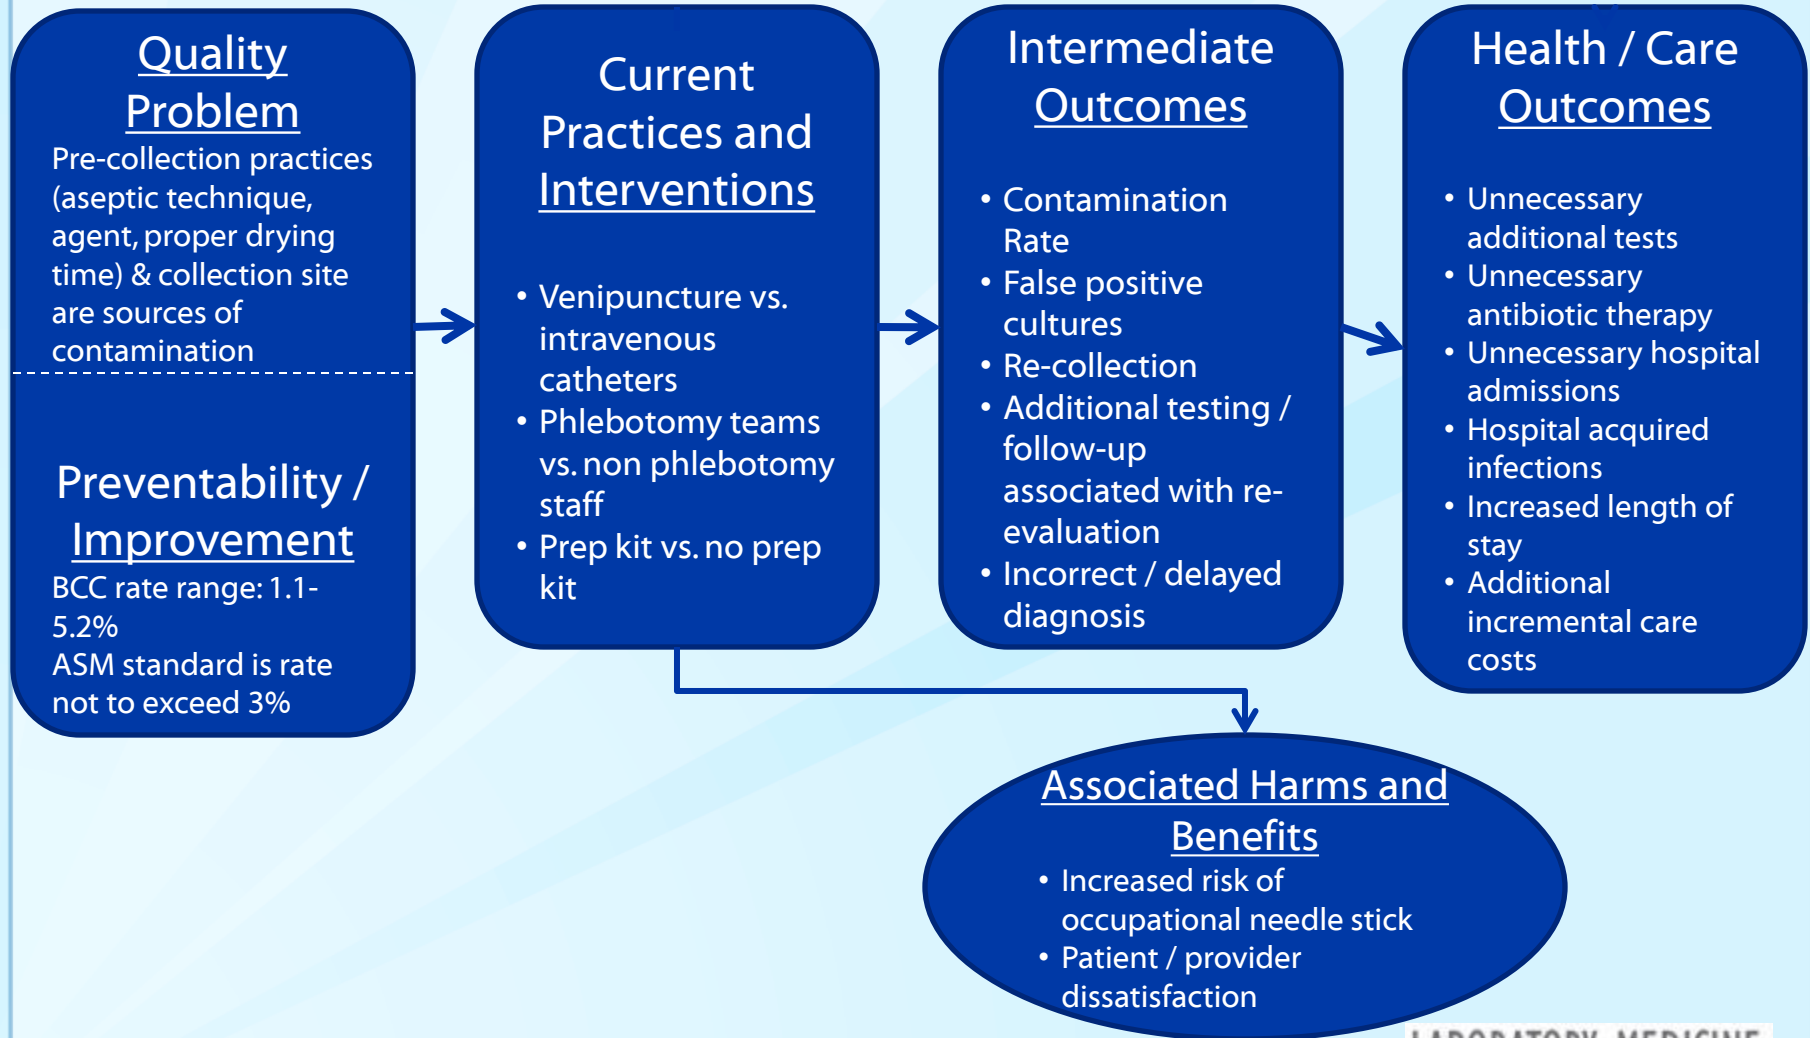 Quality
Problem
Pre-collection practices
(aseptic technique,
agent, proper drying
time) & collection site
are sources of
contamination
Preventability /
Improvement
BCC rate range: 1.1-
5.2%
ASM standard is rate
not to exceed 3%
Current
Practices and
Interventions
• Venipuncture vs.
intravenous
catheters
• Phlebotomy teams
vs. non phlebotomy
staff
• Prep kit vs. no prep
kit
Intermediate
Outcomes
• Contamination
Rate
• False positive
cultures
• Re-collection
• Additional testing /
follow-up
associated with re-
evaluation
• Incorrect / delayed
diagnosis
Health / Care
Outcomes
• Unnecessary
additional tests
• Unnecessary
antibiotic therapy
• Unnecessary hospital
admissions
• Hospital acquired
infections
• Increased length of
stay
• Additional
incremental care
costs
Associated Harms and
Benefits
• Increased risk of
occupational needle stick
• Patient / provider
dissatisfaction
LABORATORY MEDICINE